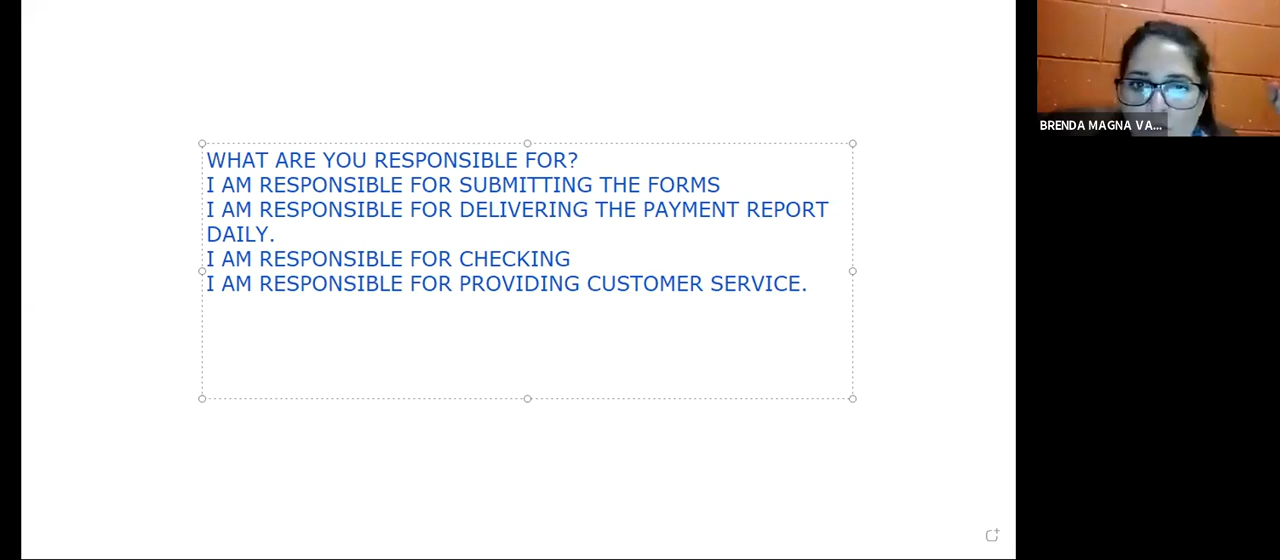 WHAT ARE YOU RESPONSIBLE FOR?
I AM RESPONSIBLE FOR SUBMITTING THE FORMS
I AM RESPONSIBLE FOR DELIVERING THE PAYMENT REPORT
DAILY.
I AM RESPONSIBLE FOR CHECKING
I AM RESPONSIBLE FOR PROVIDING CUSTOMER SERVICE.
BRENDA MAGNA VA...